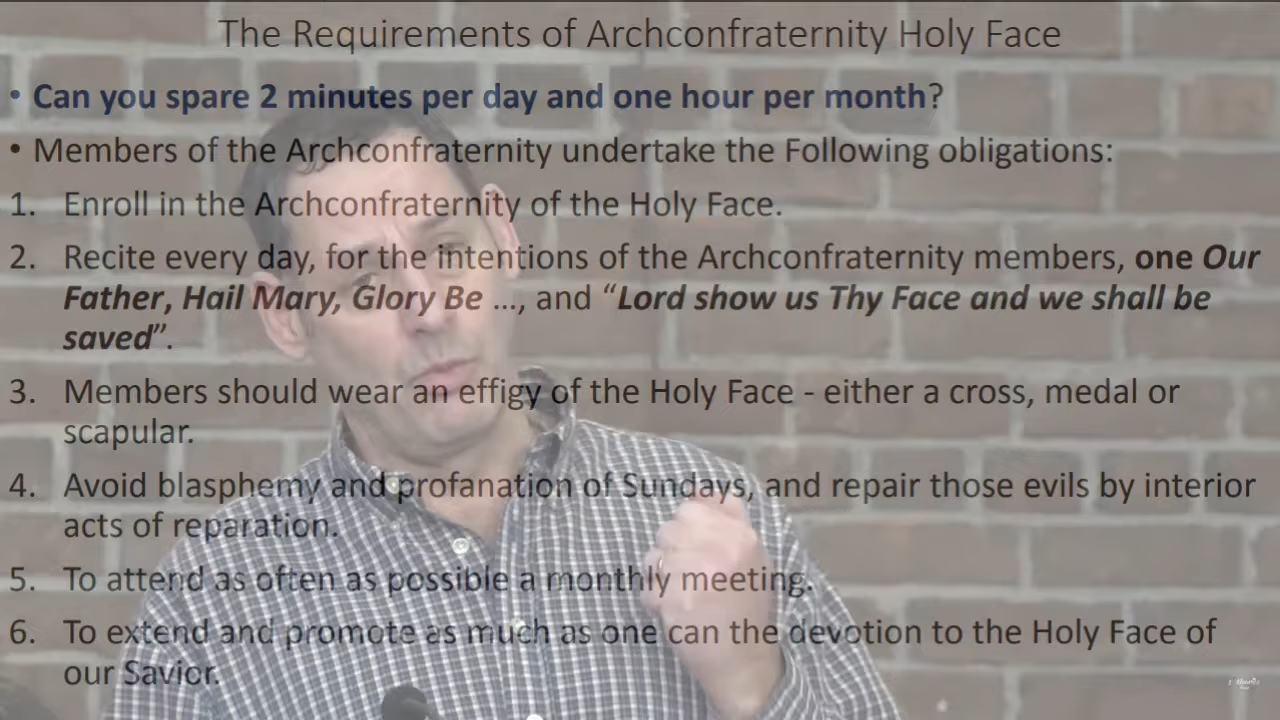 The Requirements of Archconfraternity Holy Face
• Can you spare 2 minutes per day and one hour per month?
• Members of the Archconfraternity undertake the Following obligations:
1. Enroll in the Archconfraternity of the Holy Face.
2. Recite every day, for the intentions of the Archconfraternity members, one Our
Father, Hail Mary, Glory Be ..., and “Lord show us Thy Face and we shall be
saved”.
3. Members should wear an effigy of the Holy Face - either a cross, medal or
scapular.
4. Avoid blasphemy and profanation of Sundays, and repair those evils by interior
acts of reparation.
5. To attend as often as possible a monthly meeting.
6. To extend and promote as much as one can the devotion to the Holy Face of
our Savior.